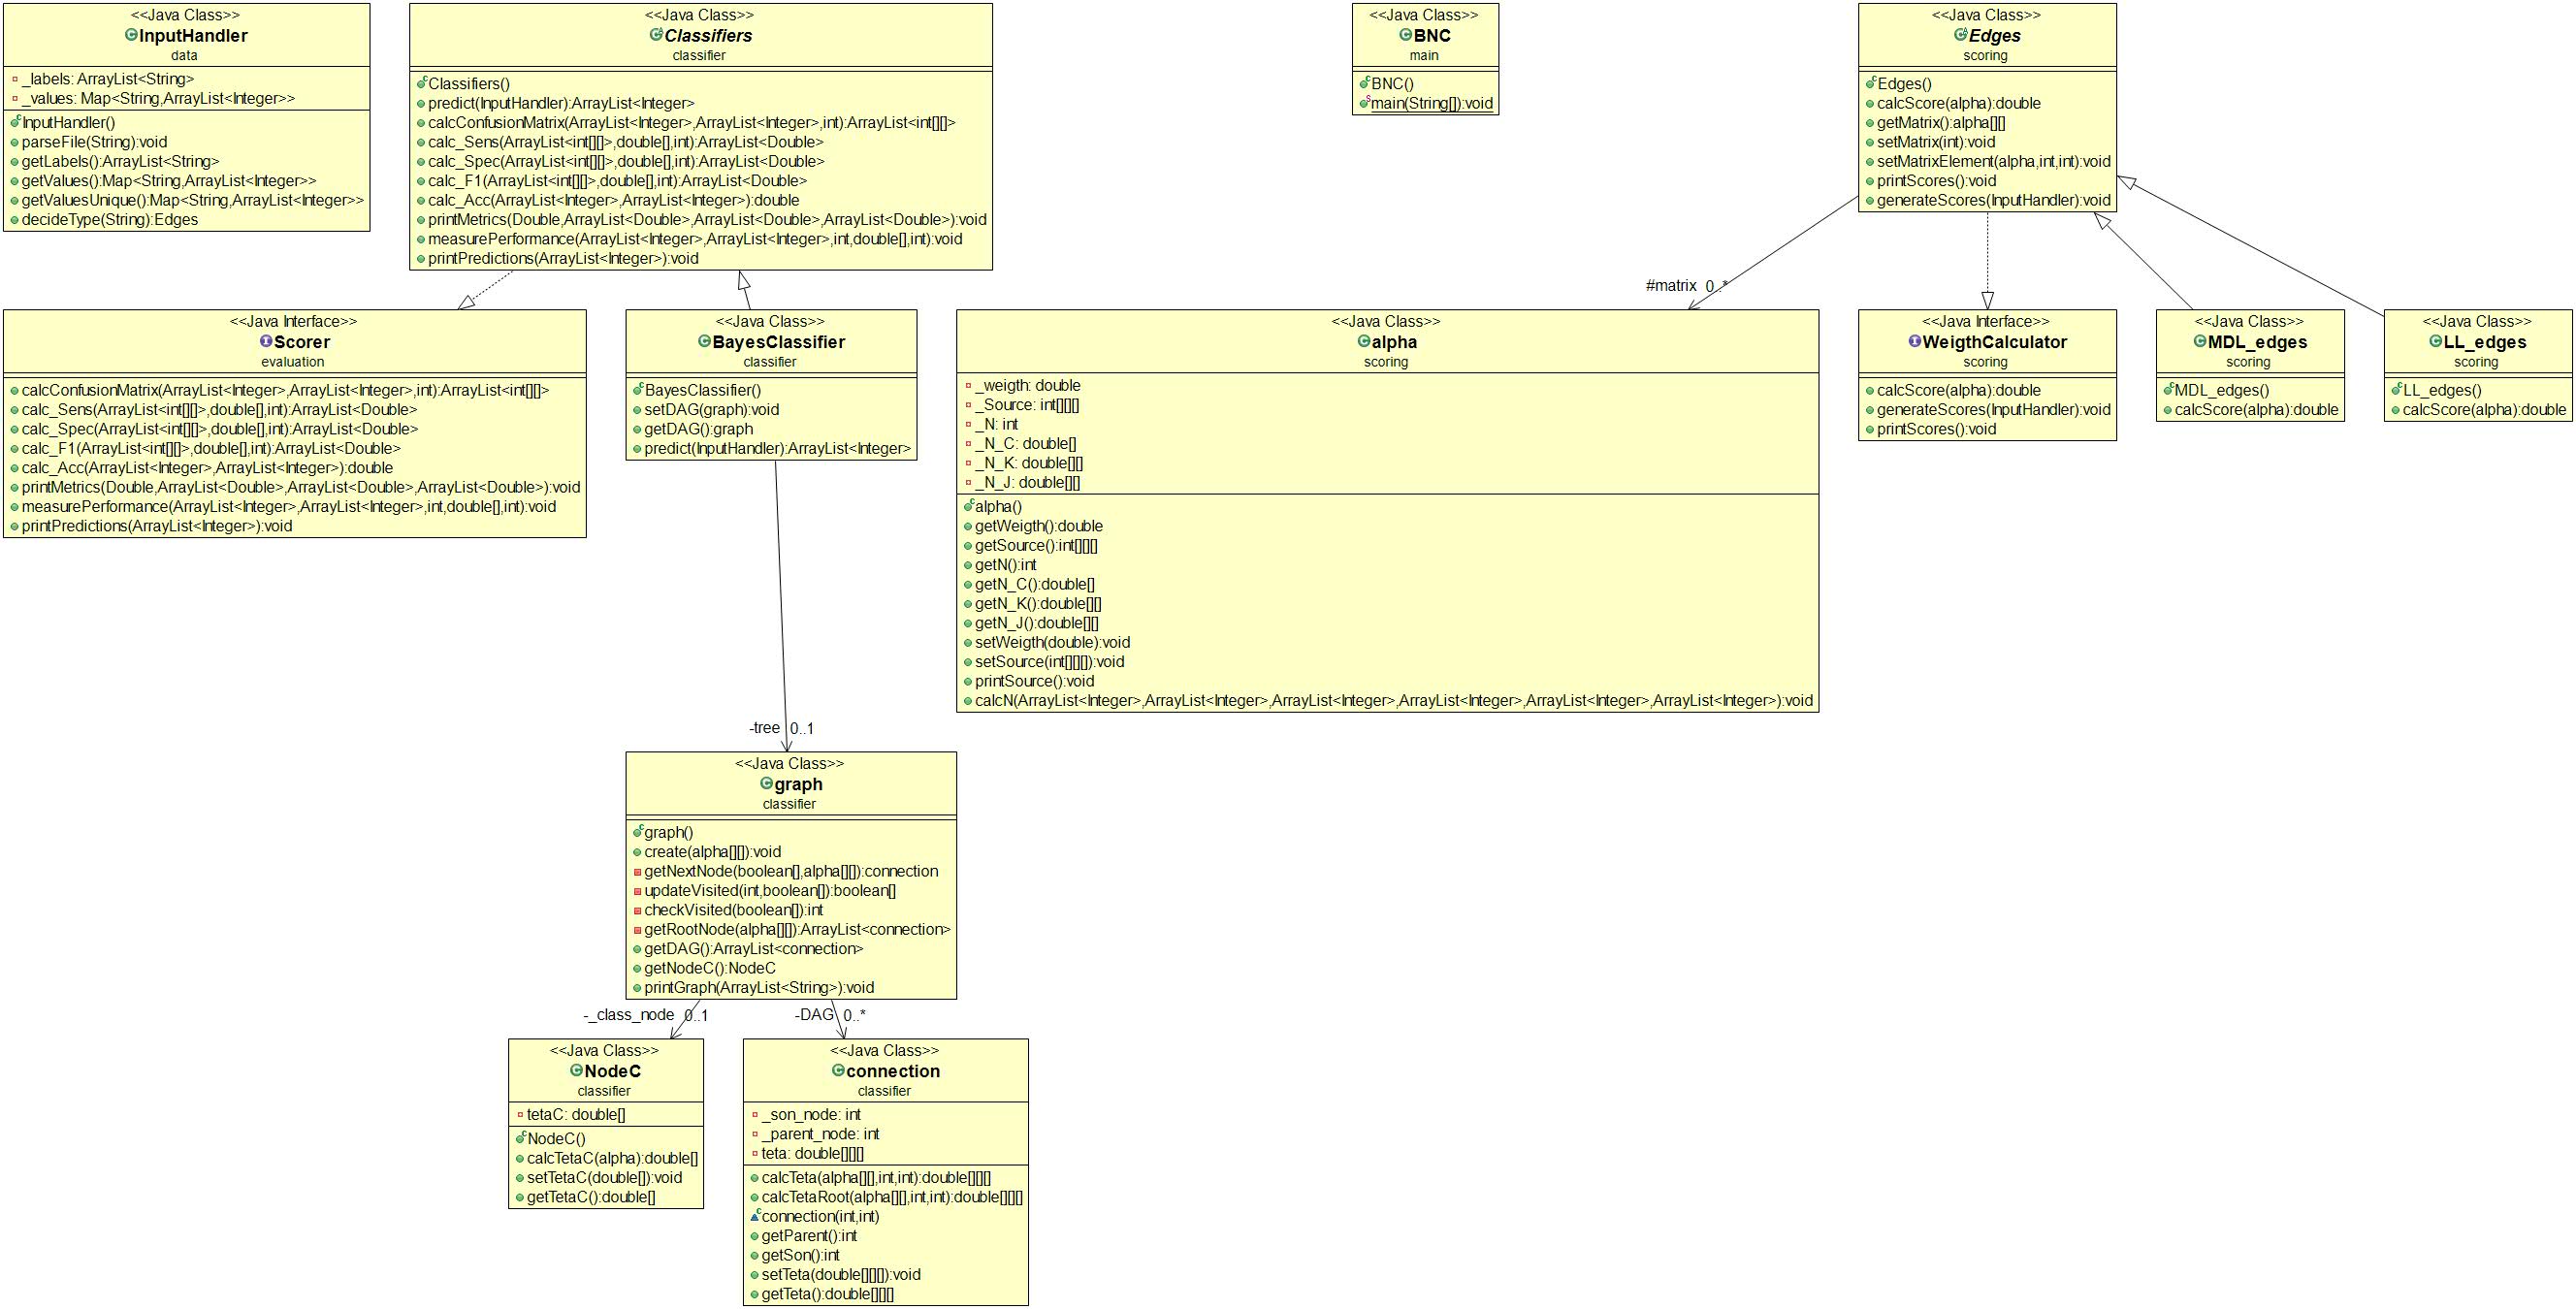 <<Java Class>>
InputHandler
data
_labels: ArrayList<String>
_values: Map<String,ArrayList<Integer>>
InputHandler()
parseFile(String):void
getLabels():ArrayList<String>
getValues():Map<String,ArrayList<Integer>>
getValuesUnique():Map<String,ArrayList<Integer>>
decideType(String):Edges
<<Java Class>>
Classifiers
classifier
Classifiers()
predict(InputHandler):ArrayList<Integer>
calcConfusionMatrix(ArrayList<Integer>,ArrayList<Integer>,int):ArrayList<int[][]>
calc_Sens(ArrayList<int[][]>,double[],int):ArrayList<Double>
calc_Spec(ArrayList<int[][]>,double[],int):ArrayList<Double>
calc_F1(ArrayList<int[][]>,double[],int):ArrayList<Double>
calc_Acc(ArrayList<Integer>,ArrayList<Integer>):double
printMetrics(Double,ArrayList<Double>,ArrayList<Double>,ArrayList<Double>):void
measurePerformance(ArrayList<Integer>,ArrayList<Integer>,int,double[],int):void
printPredictions(ArrayList<Integer>):void
<<Java Class>>
BNC
main
BNC()
main(String[]):void
<<Java Class>>
Edges
scoring
Edges()
calcScore(alpha):double
getMatrix():alpha[][]
setMatrix(int):void
setMatrixElement(alpha,int,int):void
printScores():void
generateScores(InputHandler):void
#matrix 0..*
<<Java Interface>>
Scorer
evaluation
calcConfusionMatrix(ArrayList<Integer>,ArrayList<Integer>,int):ArrayList<int[][]>
calc_Sens(ArrayList<int[][]>,double[],int):ArrayList<Double>
calc_Spec(ArrayList<int[][]>,double[],int):ArrayList<Double>
calc_F1(ArrayList<int[][]>,double[],int):ArrayList<Double>
calc_Acc(ArrayList<Integer>,ArrayList<Integer>):double
printMetrics(Double,ArrayList<Double>,ArrayList<Double>,ArrayList<Double>):void
measurePerformance(ArrayList<Integer>,ArrayList<Integer>,int,double[],int):void
printPredictions(ArrayList<Integer>):void
<<Java Class>>
BayesClassifier
classifier
BayesClassifier()
setDAG(graph):void
getDAG():graph
predict(InputHandler):ArrayList<Integer>
<<Java Class>>
alpha
scoring
_weigth: double
_Source: int[][][]
_N: int
_N_C: double[]
_N_K: double[][]
_N_J: double[][]
alpha()
getWeigth():double
getSource():int[][][]
getN():int
getN_C():double[]
getN_K():double[][]
getN_J():double[][]
setWeigth(double):void
setSource(int[][][]):void
printSource():void
calcN(ArrayList<Integer>,ArrayList<Integer>,ArrayList<Integer>,ArrayList<Integer>,ArrayList<Integer>,ArrayList<Integer>):void
<<Java Interface>>
WeigthCalculator
scoring
calcScore(alpha):double
generateScores(InputHandler):void
printScores():void
<<Java Class>>
MDL_edges
scoring
MDL_edges()
calcScore(alpha):double
<<Java Class>>
LL_edges
scoring
LL_edges()
calcScore(alpha):double
-tree 0..1
<<Java Class>>
graph
classifier
graph()
create(alpha[][]):void
getNextNode(boolean[],alpha[][]):connection
updateVisited(int,boolean[]):boolean[]
checkVisited(boolean[]):int
getRootNode(alpha[][]):ArrayList<connection>
getDAG():ArrayList<connection>
getNodeC():NodeC
printGraph(ArrayList<String>):void
-_class_node 0..1
-DAG 0..*
<<Java Class>>
NodeC
classifier
tetaC: double[]
NodeC()
calcTetaC(alpha):double[]
setTetaC(double[]):void
getTetaC():double[]
<<Java Class>>
connection
classifier
_son_node: int
_parent_node: int
teta: double[][][]
calcTeta(alpha[][],int,int):double[][][]
calcTetaRoot(alpha[][],int,int):double[][][]
connection(int,int)
getParent():int
getSon():int
setTeta(double[][][]):void
getTeta():double[][][]